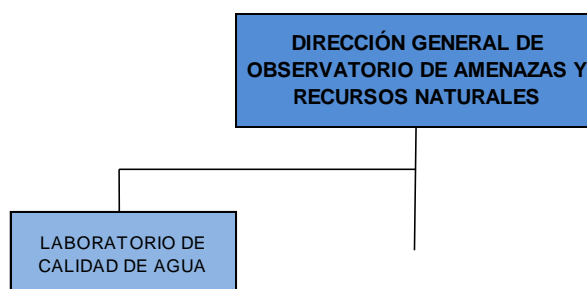 DIRECCIÓN GENERAL DE
OBSERVATORIO DE AMENAZAS Y
RECURSOS NATURALES
LABORATORIO DE
CALIDAD DE AGUA